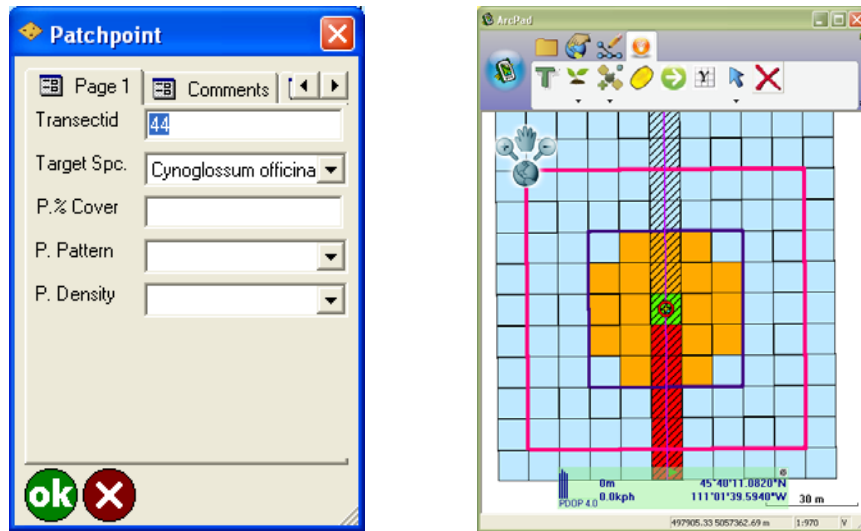 Patchpoint
Page 1
Comments
Transectid
44
Target Spc.
Cynoglossum officina
P.% Cover
P. Pattern
P. Density
ok
ArcPad
T
0m
45°40'11.0820"N
PDOP 4.0
0.0kph
111°01'39.5940"W
30 m
497905.33 5057362.69 m
1:970
V